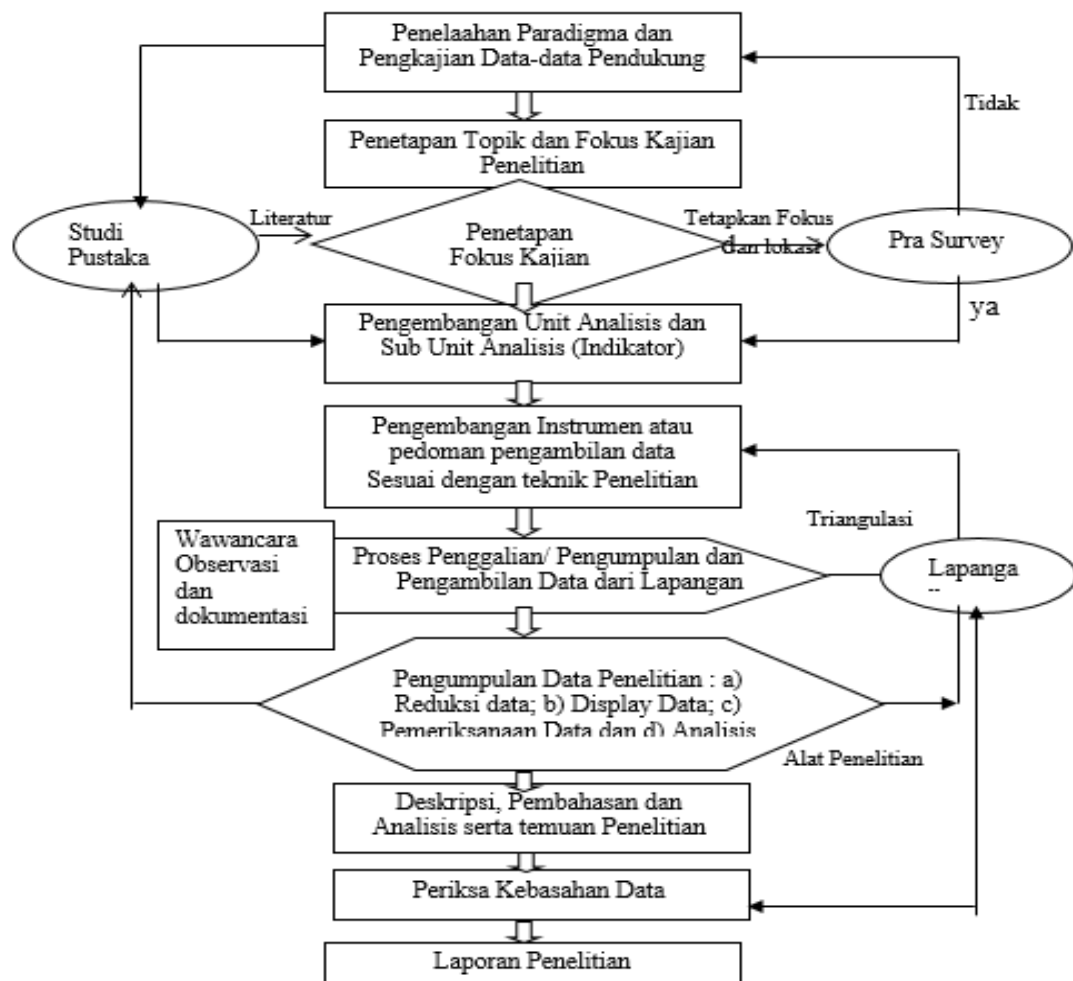 Penelaahan Paradigma dan
Pengkajian Data-data Pendukung
Tidak
Penetapan Topik dan Fokus Kajian
Penelitian
Studi
Pustaka
Literatur
Penetapan
Fokus Kajian
Tetapkan Fokus
dan lokasi
Pra Survey
ya
Pengembangan Unit Analisis dan
Sub Unit Analisis (Indikator)
Pengembangan Instrumen atau
pedoman pengambilan data
Sesuai dengan teknik Penelitian
Triangulasi
Wawancara
Observasi
dan
dokumentasi
Proses Penggalian/ Pengumpulan dan
Pengambilan Data dari Lapangan
Lapanga
Pengumpulan Data Penelitian : a)
Reduksi data; b) Display Data; c)
Pemeriksanaan Data dan d) Analisis
Alat Penelitian
Deskripsi, Pembahasan dan
Analisis serta temuan Penelitian
Periksa Kebasahan Data
Laporan Penelitian